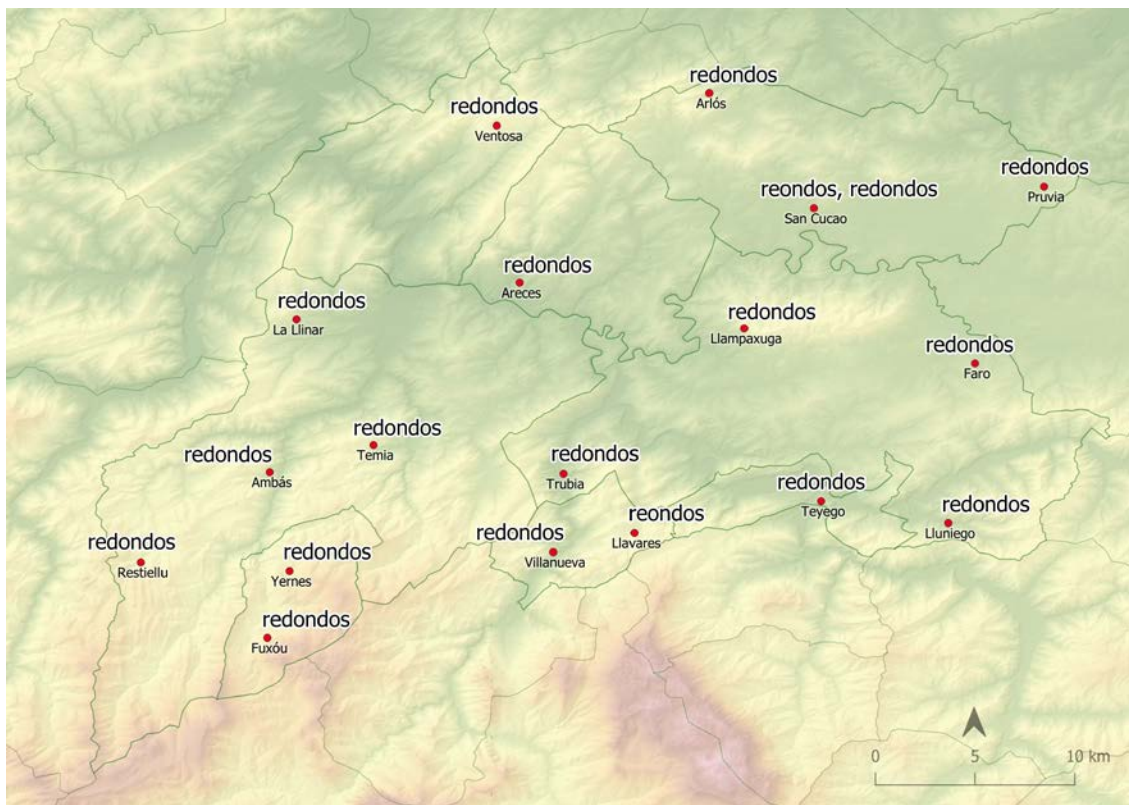 redondos
Arlós
redondos
Ventosa
redondos
Pruvia
reondos, redondos
San Cucao
redondos
Areces
redondos
La Llinar
redondos
Llampaxuga
redondos
Faro
redondos
Temia
redondos
Ambás
redondos
Trubia
redondos
Teyego
redondos
Lluniego
reondos
Llavares
redondos
Villanueva
redondos
Restiellu
redondos
Yernes
redondos
Fuxóu
0 5 10 km